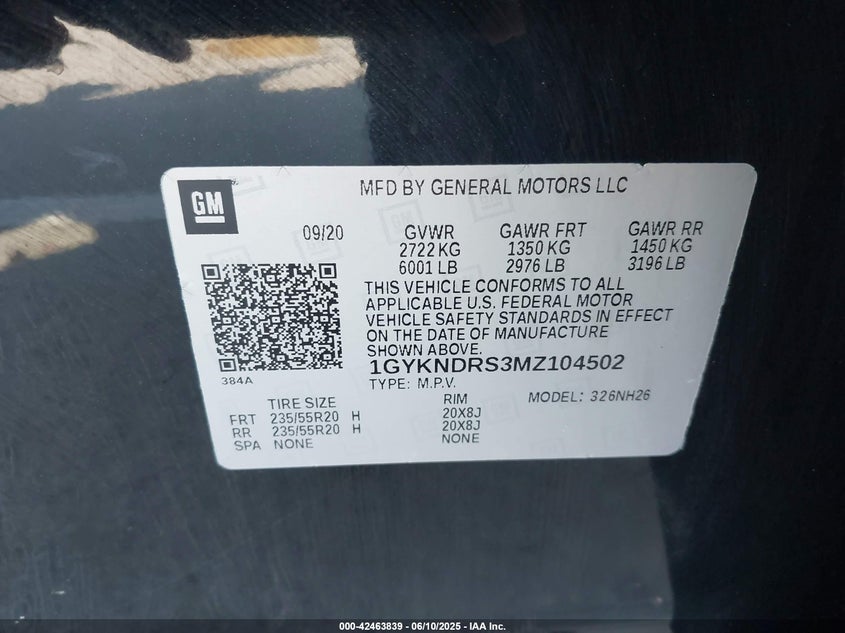 GM
MFD BY GENERAL MOTORS LLC
09/20 GVWR GAWR FRT GAWR RR
2722 KG 1350 KG 1450 KG
6001 LB 2976 LB 3196 LB
THIS VEHICLE CONFORMS TO ALL
APPLICABLE U.S. FEDERAL MOTOR
VEHICLE SAFETY STANDARDS IN EFFECT
ON THE DATE OF MANUFACTURE
SHOWN ABOVE.
1GYKNDRS3MZ104502
384A
TYPE: M.P.V.
TIRE SIZE RIM MODEL: 326NH26
FRT 235/55R20 H 20X8J
RR 235/55R20 H 20X8J
SPA NONE NONE
000-42463839 - 06/10/2025 - IAA Inc.